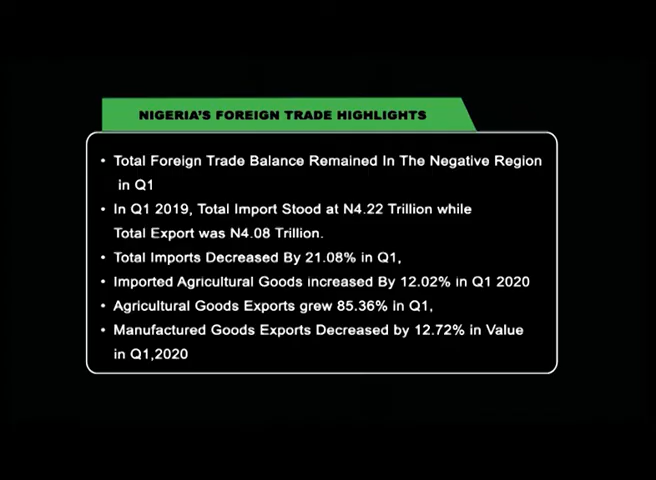 NIGERIA'S FOREIGN TRADE HIGHLIGHTS
• Total Foreign Trade Balance Remained In The Negative Region
in Q1
• In Q1 2019, Total Import Stood at N4.22 Trillion while
Total Export was N4.08 Trillion.
• Total Imports Decreased By 21.08% in Q1,
• Imported Agricultural Goods increased By 12.02% in Q1 2020
• Agricultural Goods Exports grew 85.36% in Q1,
• Manufactured Goods Exports Decreased by 12.72% in Value
in Q1,2020